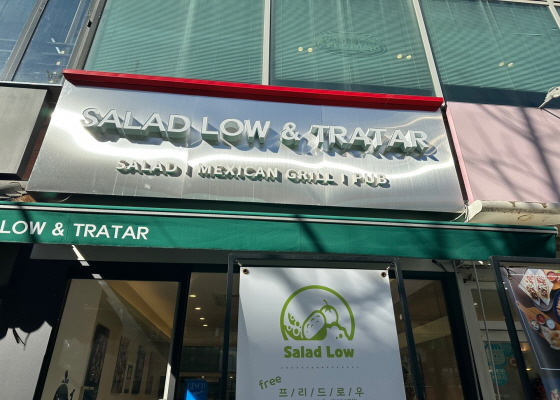 SALAD LOW & TRATAR
SALAD | MEXICAN GRILL | PUB
LOW & TRATAR
Salad Low
free
프/리/드/로/우